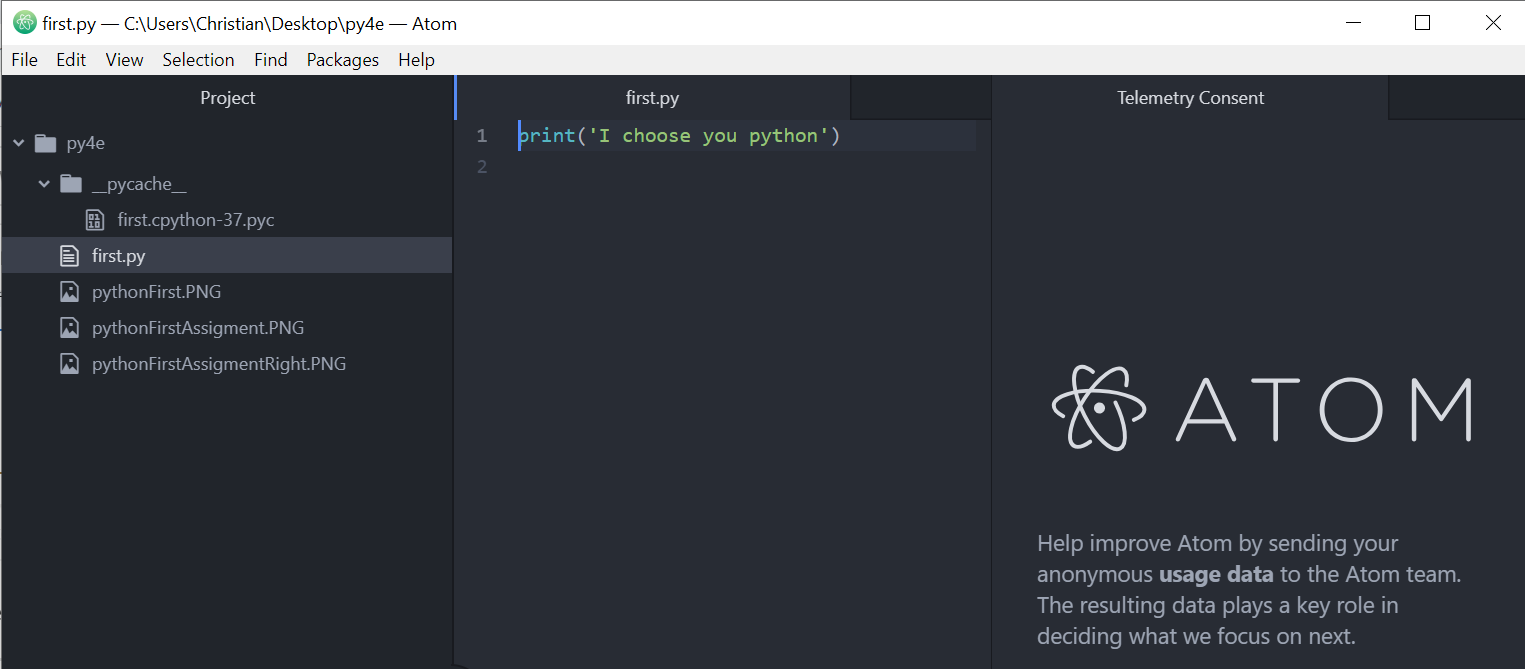 first.py — C:\Users\Christian\Desktop\py4e — Atom
File Edit View Selection Find Packages Help
Project
py4e
__pycache__
first.cpython-37.pyc
first.py
pythonFirst.PNG
pythonFirstAssigment.PNG
pythonFirstAssigmentRight.PNG
first.py
1 print('I choose you python')
2
Telemetry Consent
ATOM
Help improve Atom by sending your
anonymous usage data to the Atom team.
The resulting data plays a key role in
deciding what we focus on next.